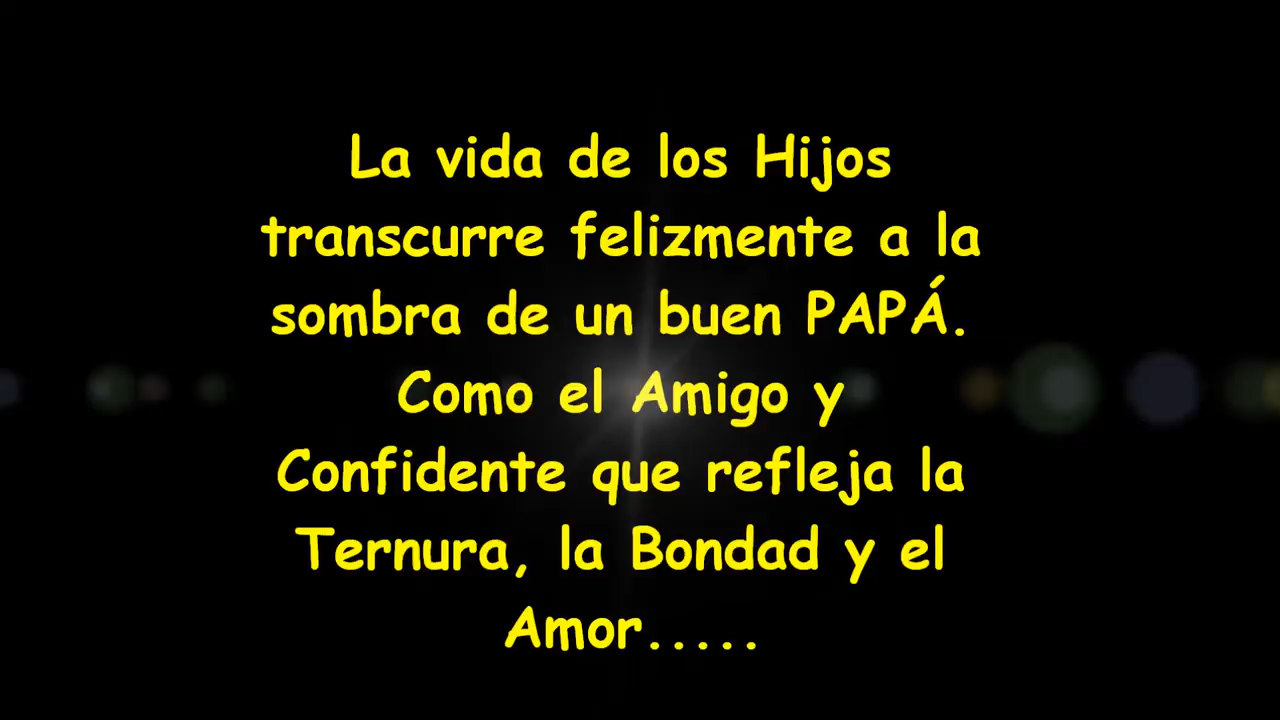 La vida de los Hijos
transcurre felizmente a la
sombra de un buen PAPÁ.
Como el Amigo y
Confidente que refleja la
Ternura, la Bondad y el
Amor.....